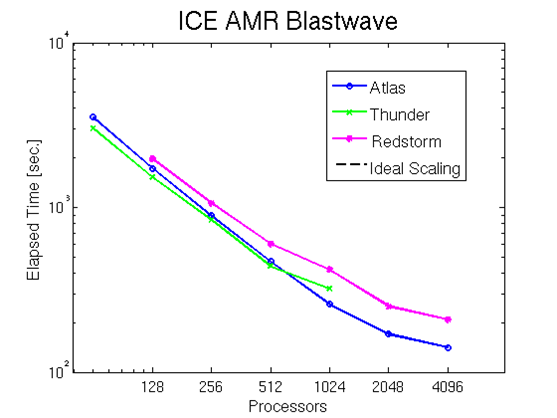 ICE AMR Blastwave
10^4
Atlas
Thunder
Redstorm
Ideal Scaling
Elapsed Time [sec.]
10^3
10^2
128 256 512 1024 2048 4096
Processors